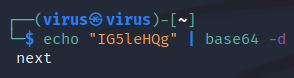 ┌──(virus㉿virus)-[~]
└─$ echo "IG5leHQg" | base64 -d
 next